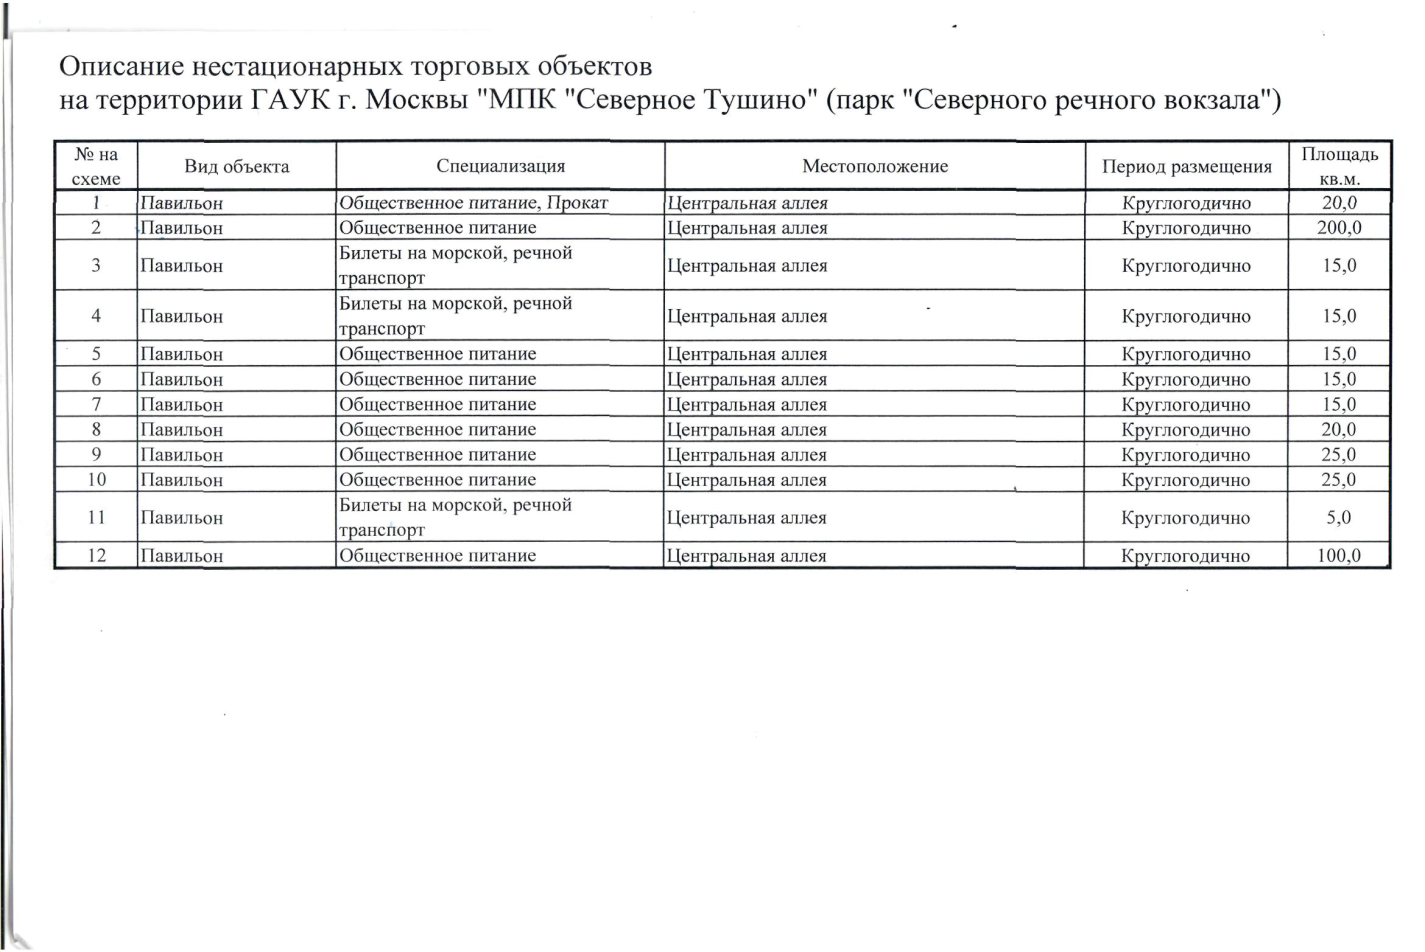 Описание нестационарных торговых объектов
на территории ГАУК г. Москвы "МПК "Северное Тушино" (парк "Северного речного вокзала")
№ на схеме Вид объекта Специализация Местоположение Период размещения Площадь кв.м.
1 Павильон Общественное питание, Прокат Центральная аллея Круглогодично 20,0
2 Павильон Общественное питание Центральная аллея Круглогодично 200,0
3 Павильон Билеты на морской, речной транспорт Центральная аллея Круглогодично 15,0
4 Павильон Билеты на морской, речной транспорт Центральная аллея Круглогодично 15,0
5 Павильон Общественное питание Центральная аллея Круглогодично 15,0
6 Павильон Общественное питание Центральная аллея Круглогодично 15,0
7 Павильон Общественное питание Центральная аллея Круглогодично 15,0
8 Павильон Общественное питание Центральная аллея Круглогодично 20,0
9 Павильон Общественное питание Центральная аллея Круглогодично 25,0
10 Павильон Общественное питание Центральная аллея Круглогодично 25,0
11 Павильон Билеты на морской, речной транспорт Центральная аллея Круглогодично 5,0
12 Павильон Общественное питание Центральная аллея Круглогодично 100,0